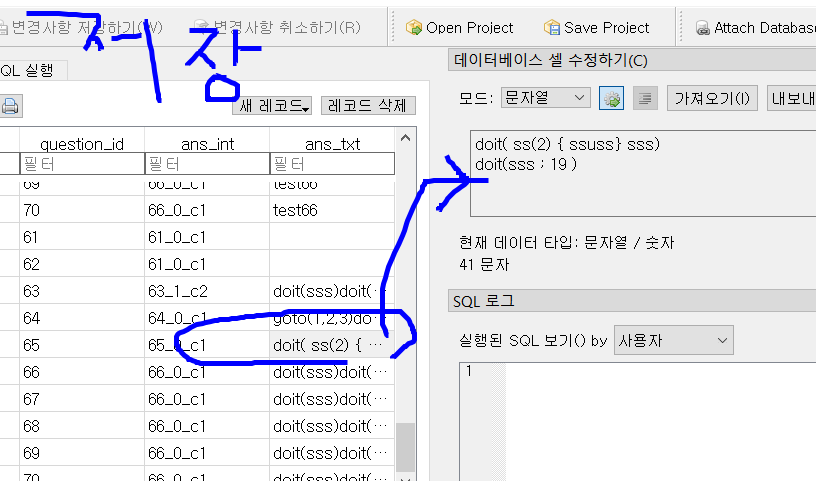 변경사항 저장하기(W) 변경사항 취소하기(R) Open Project Save Project Attach Database
저장
SQL 실행
새 레코드 레코드 삭제
question_id ans_int ans_txt
필터 필터 필터
69 66_0_c1 test66
70 66_0_c1 test66
61 61_0_c1
62 61_0_c1
63 63_1_c2 doit(sss)doit(…
64 64_0_c1 goto(1,2,3)do…
65 65_0_c1 doit( ss(2) { …
66 66_0_c1 doit(sss)doit(…
67 66_0_c1 doit(sss)doit(…
68 66_0_c1 doit(sss)doit(…
69 66_0_c1 doit(sss)doit(…
70 66_0_c1 doit(sss)doit(…
데이터베이스 셀 수정하기(C)
모드: 문자열 가져오기(I) 내보내
doit( ss(2) { ssuss} sss)
doit(sss : 19 )
현재 데이터 타입: 문자열 / 숫자
41 문자
SQL 로그
실행된 SQL 보기() by 사용자
1